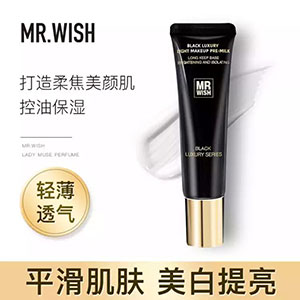 MR.WISH
打造柔焦美颜肌
控油保湿
MR.WISH
LADY MUSE PERFUME
轻薄
透气
BLACK LUXURY
LIGHT MAKEUP PRE-MILK
LONG KEEP BASE
BRIGHTENING AND ISOLATING
MR
WISH
BLACK
LUXURY SERIES
平滑肌肤 美白提亮